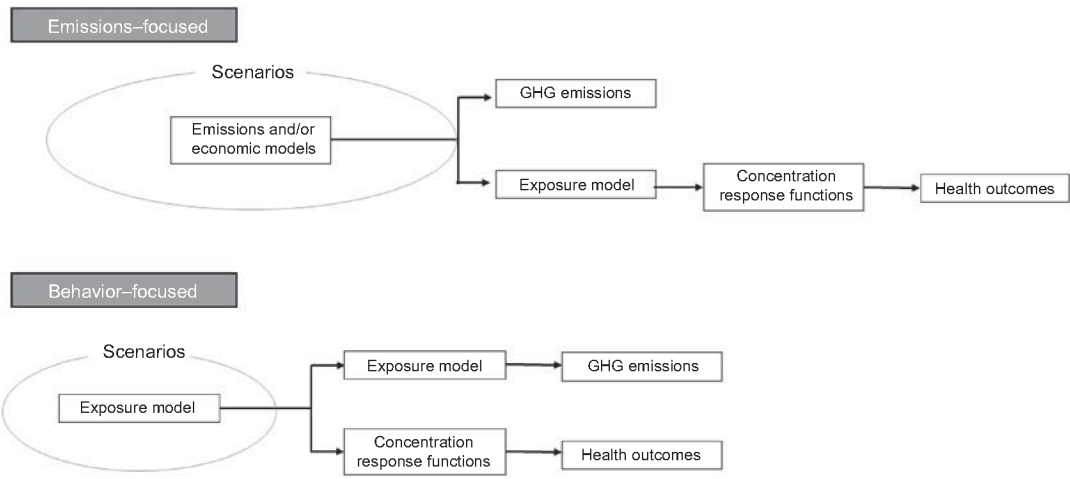 Emissions–focused
Scenarios
GHG emissions
Emissions and/or
economic models
Exposure model
Concentration
response functions
Health outcomes
Behavior–focused
Scenarios
Exposure model
Exposure model
GHG emissions
Concentration
response functions
Health outcomes